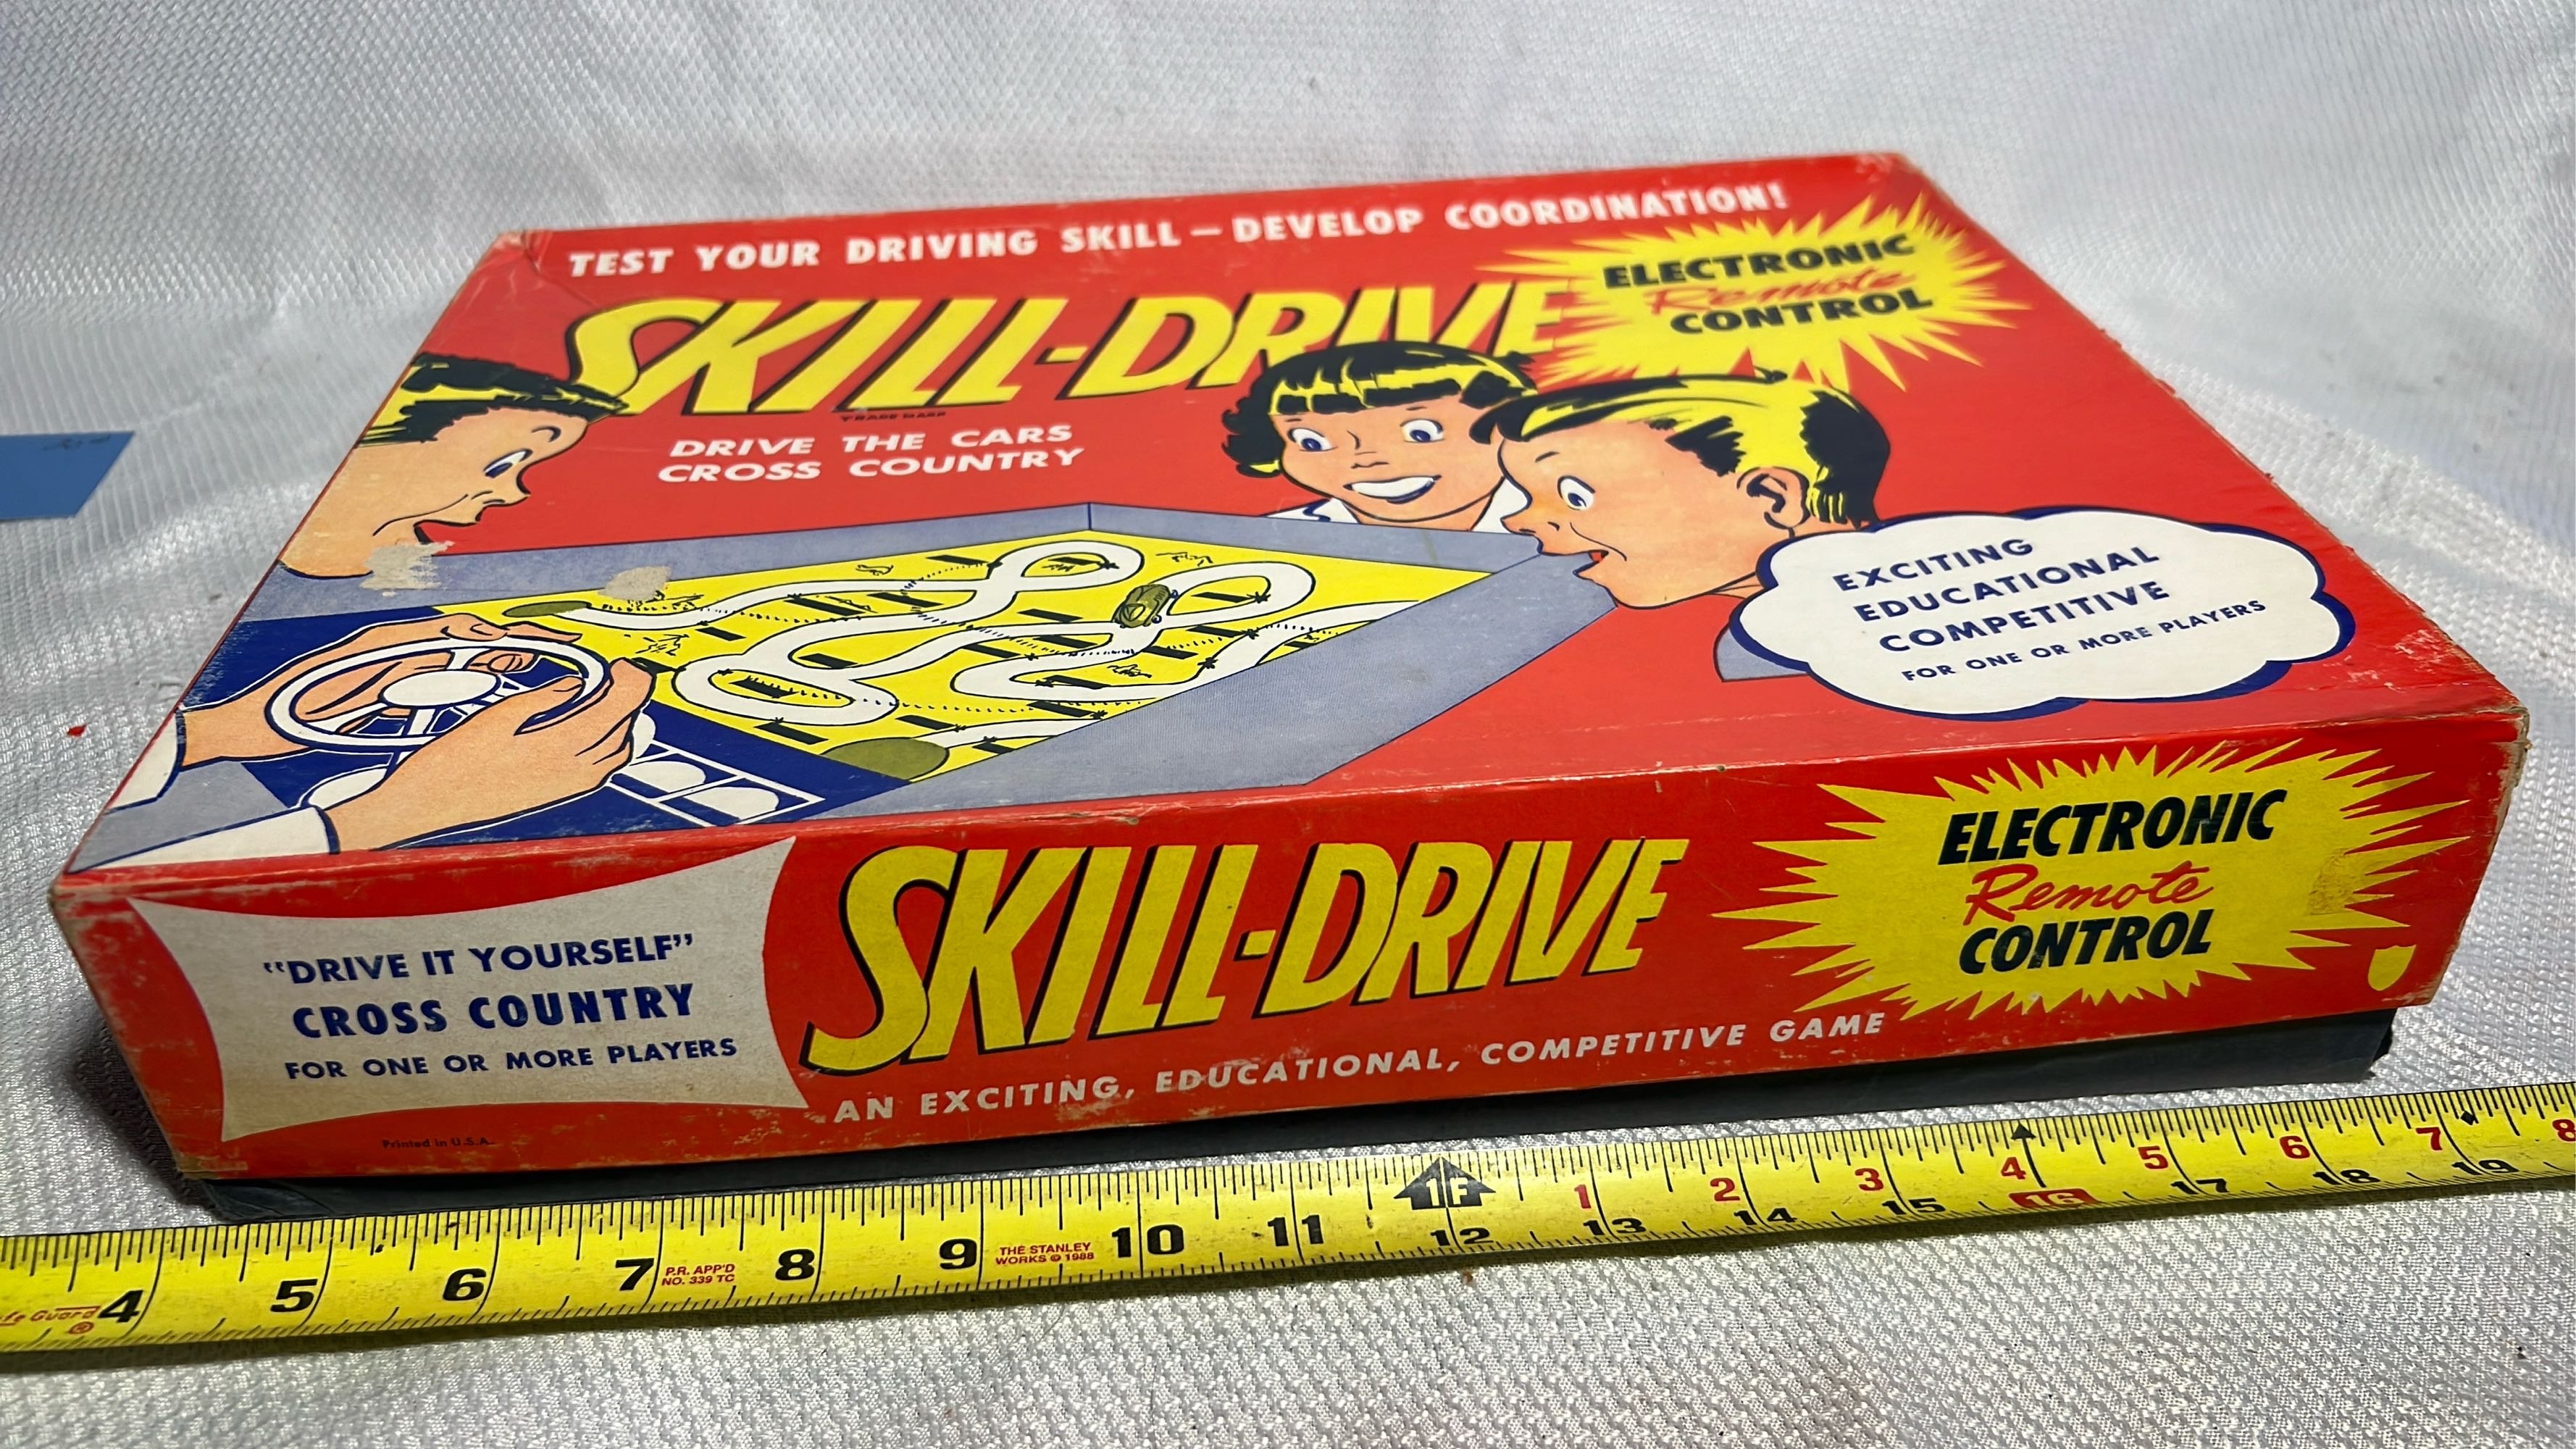 TEST YOUR DRIVING SKILL — DEVELOP COORDINATION!
SKILL-DRIVE
TRADE MARK
ELECTRONIC
Remote
CONTROL
DRIVE THE CARS
CROSS COUNTRY
EXCITING
EDUCATIONAL
COMPETITIVE
FOR ONE OR MORE PLAYERS
"DRIVE IT YOURSELF"
CROSS COUNTRY
FOR ONE OR MORE PLAYERS
Printed in U.S.A.
SKILL-DRIVE
AN EXCITING, EDUCATIONAL, COMPETITIVE GAME
ELECTRONIC
Remote
CONTROL
1F 1 2 3 4 5 6 7 8
4 5 6 7 8 9 10 11 12 13 14 15 16 17 18 19
P.R. APP'D
NO. 339 TC
THE STANLEY
WORKS © 1988